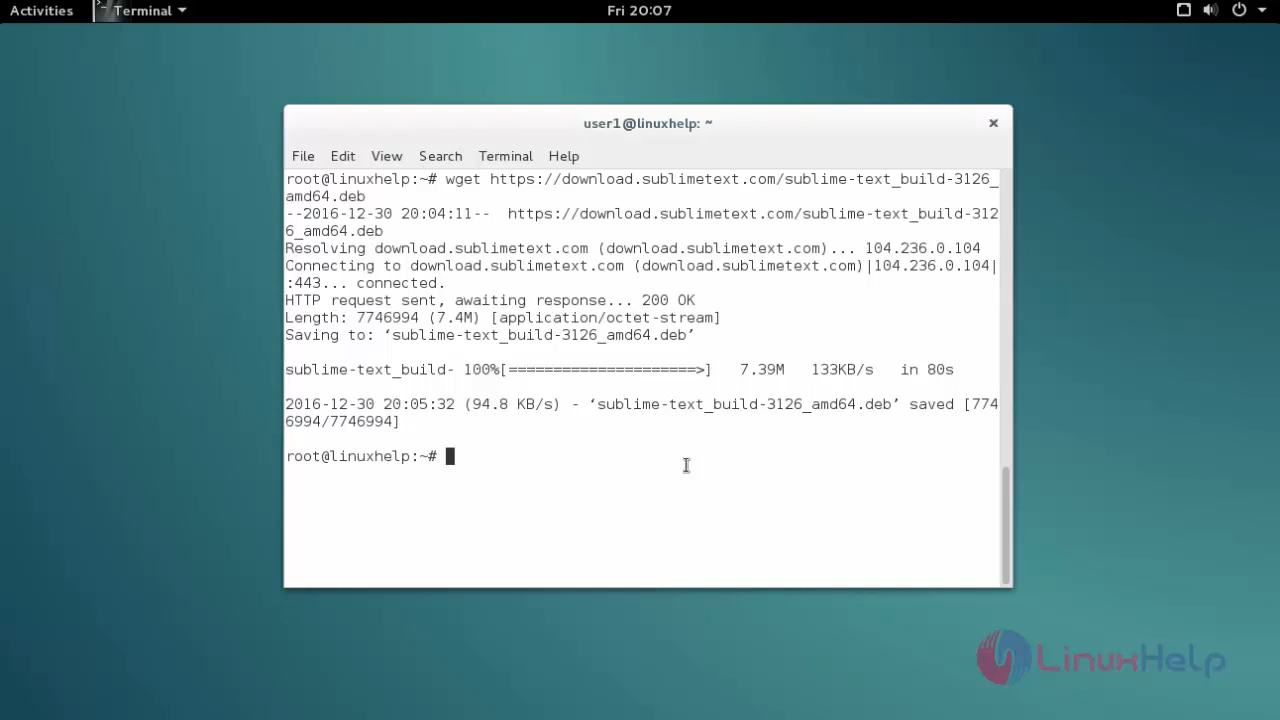 Activities Terminal Fri 20:07
user1@linuxhelp: ~
File Edit View Search Terminal Help
root@linuxhelp:~# wget https://download.sublimetext.com/sublime-text_build-3126_
amd64.deb
--2016-12-30 20:04:11--  https://download.sublimetext.com/sublime-text_build-312
6_amd64.deb
Resolving download.sublimetext.com (download.sublimetext.com)... 104.236.0.104
Connecting to download.sublimetext.com (download.sublimetext.com)|104.236.0.104|
:443... connected.
HTTP request sent, awaiting response... 200 OK
Length: 7746994 (7.4M) [application/octet-stream]
Saving to: ‘sublime-text_build-3126_amd64.deb’
sublime-text_build- 100%[=====================>]   7.39M   133KB/s   in 80s
2016-12-30 20:05:32 (94.8 KB/s) - ‘sublime-text_build-3126_amd64.deb’ saved [774
6994/7746994]
root@linuxhelp:~#
LinuxHelp